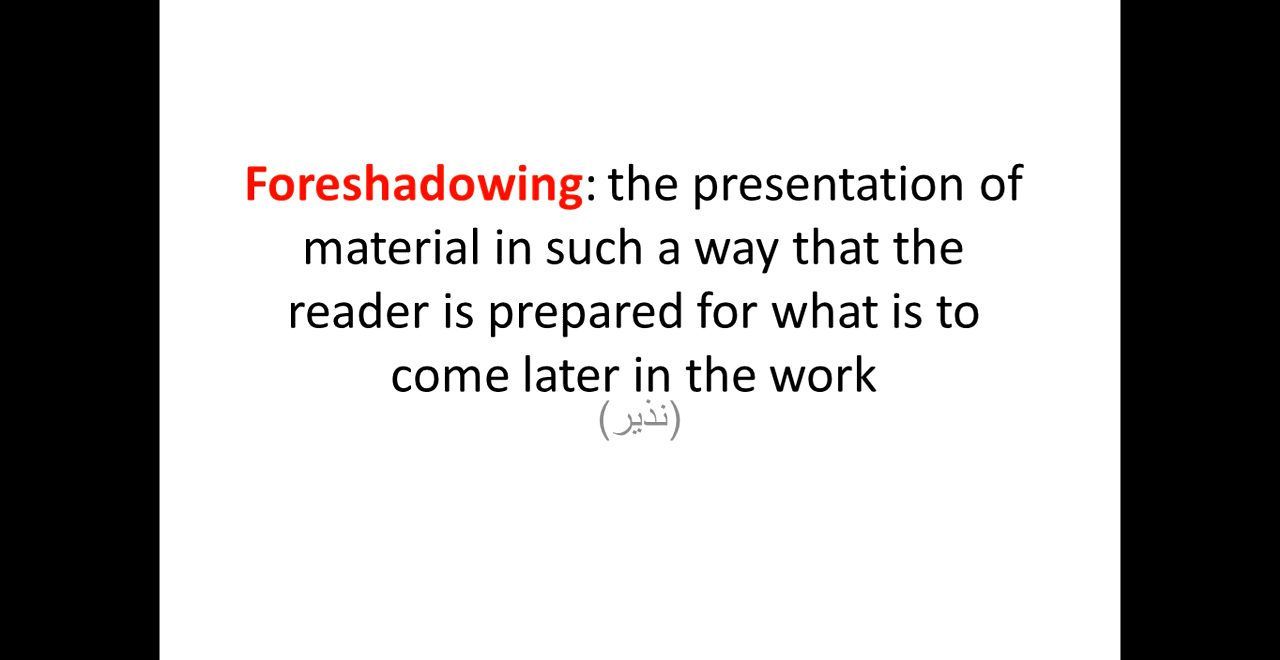 Foreshadowing: the presentation of
material in such a way that the
reader is prepared for what is to
come later in the work
(نذير)